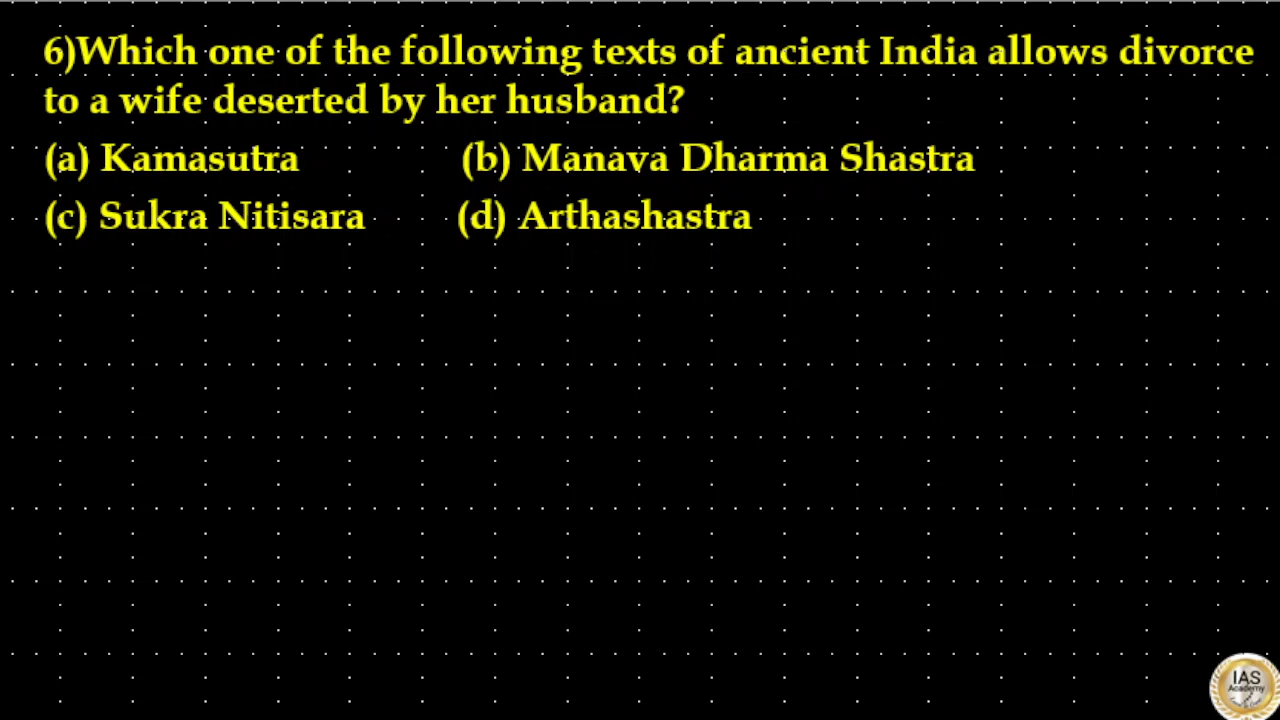 6)Which one of the following texts of ancient India allows divorce
to a wife deserted by her husband?
(a) Kamasutra (b) Manava Dharma Shastra
(c) Sukra Nitisara (d) Arthashastra
IAS
Academy